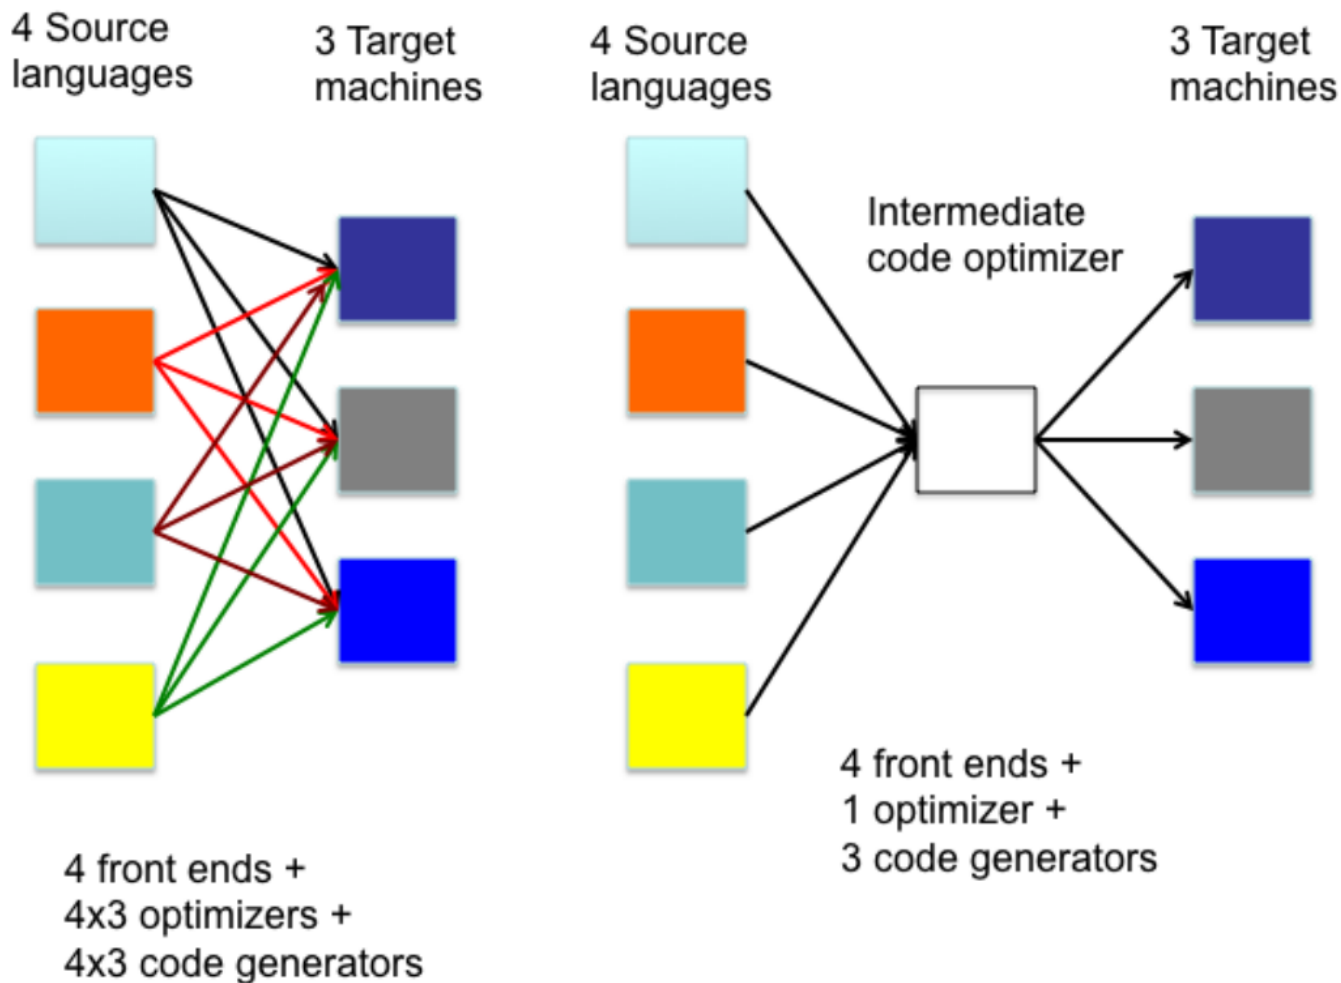 4 Source
languages
3 Target
machines
4 front ends +
4x3 optimizers +
4x3 code generators
4 Source
languages
Intermediate
code optimizer
3 Target
machines
4 front ends +
1 optimizer +
3 code generators